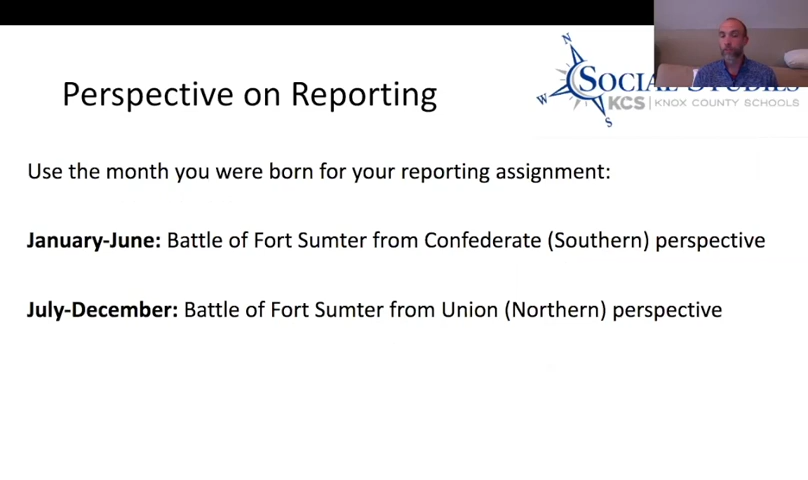 Perspective on Reporting
N
W
S
SOCIAL STUDIES
KCS | KNOX COUNTY SCHOOLS
Use the month you were born for your reporting assignment:
January-June: Battle of Fort Sumter from Confederate (Southern) perspective
July-December: Battle of Fort Sumter from Union (Northern) perspective